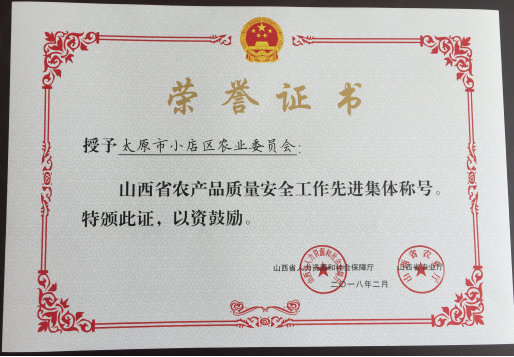 荣誉证书
授予太原市小店区农业委员会:
山西省农产品质量安全工作先进集体称号。
特颁此证，以资鼓励。
山西省人力资源和社会保障厅 山西省农业厅
二〇一八年二月